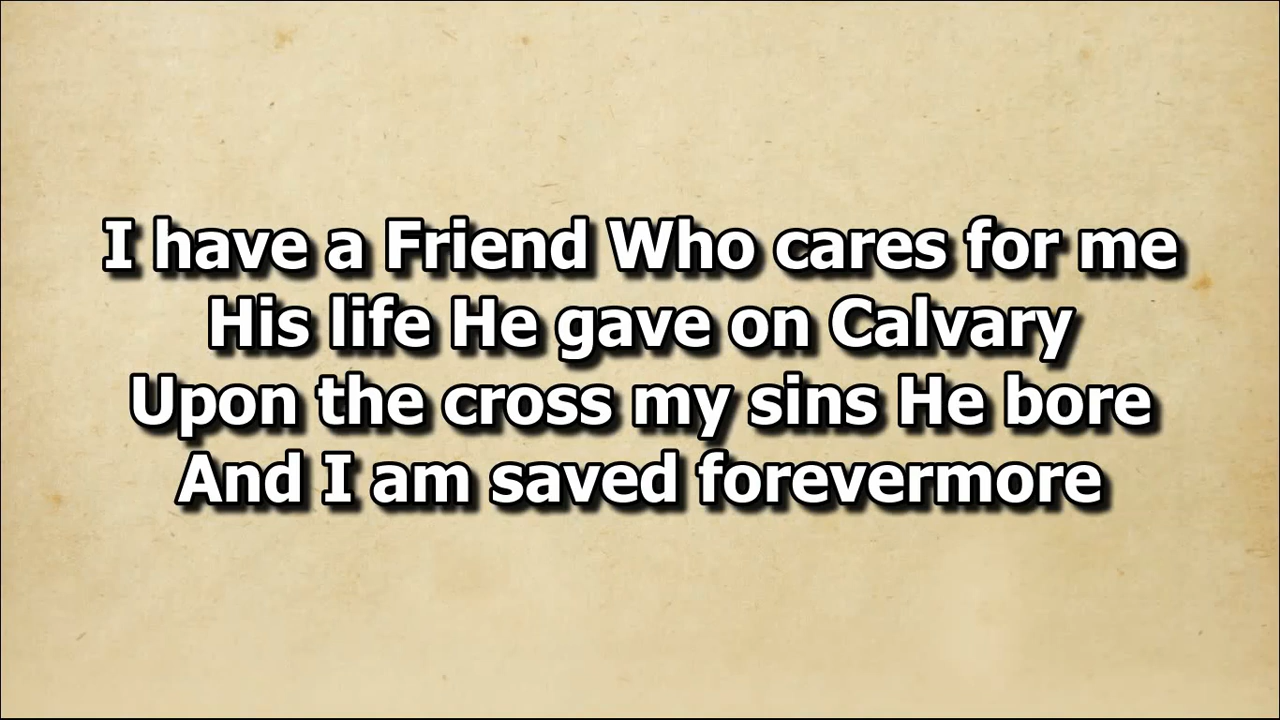 I have a Friend Who cares for me
His life He gave on Calvary
Upon the cross my sins He bore
And I am saved forevermore